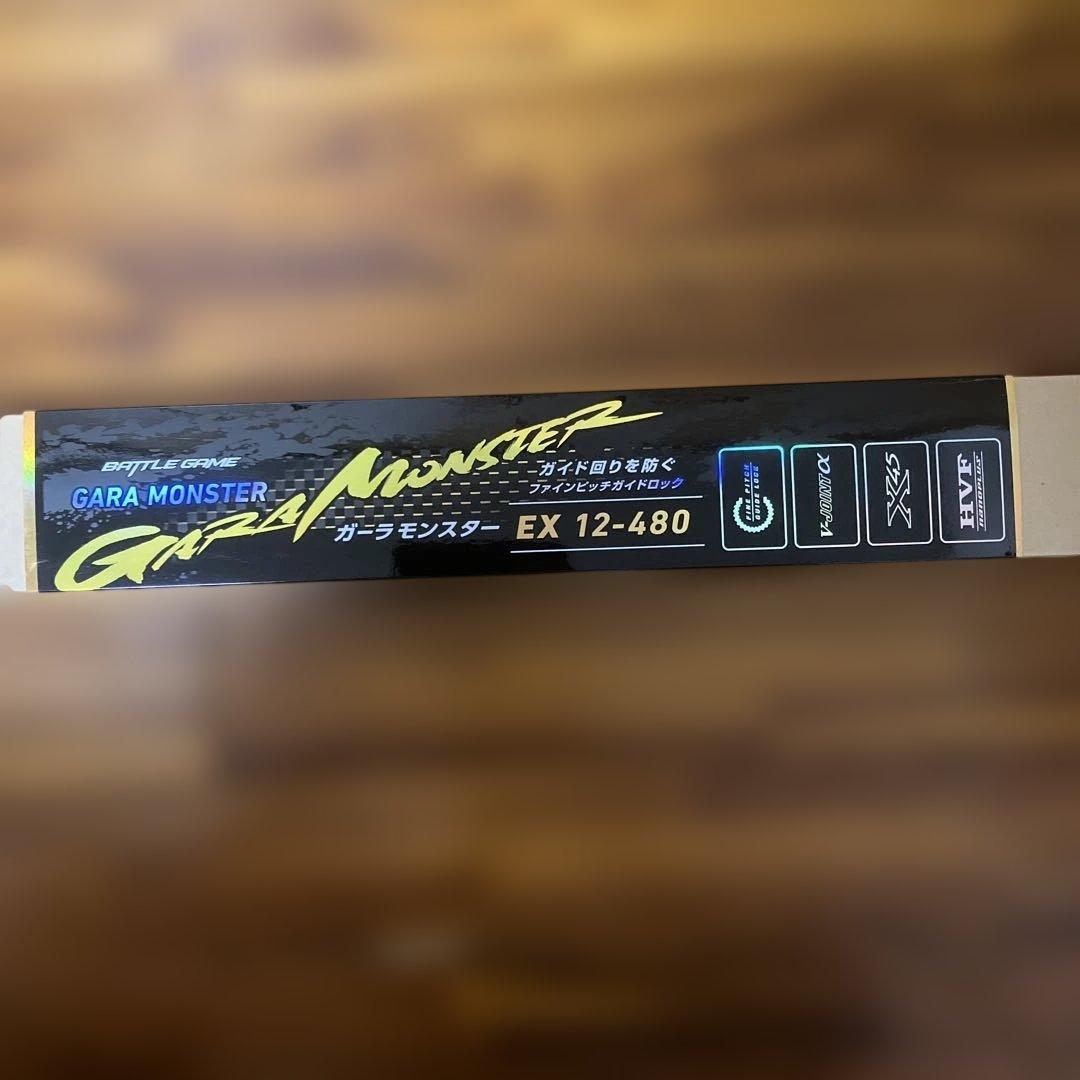 BATTLE GAME
GARA MONSTER
GARA MONSTER
ガーラモンスター
ガイド回りを防ぐ
ファインピッチガイドロック
EX 12-480
FINE PITCH
GUIDE LOCK
V-JOINTα
X45
HVF
NANOPLUS